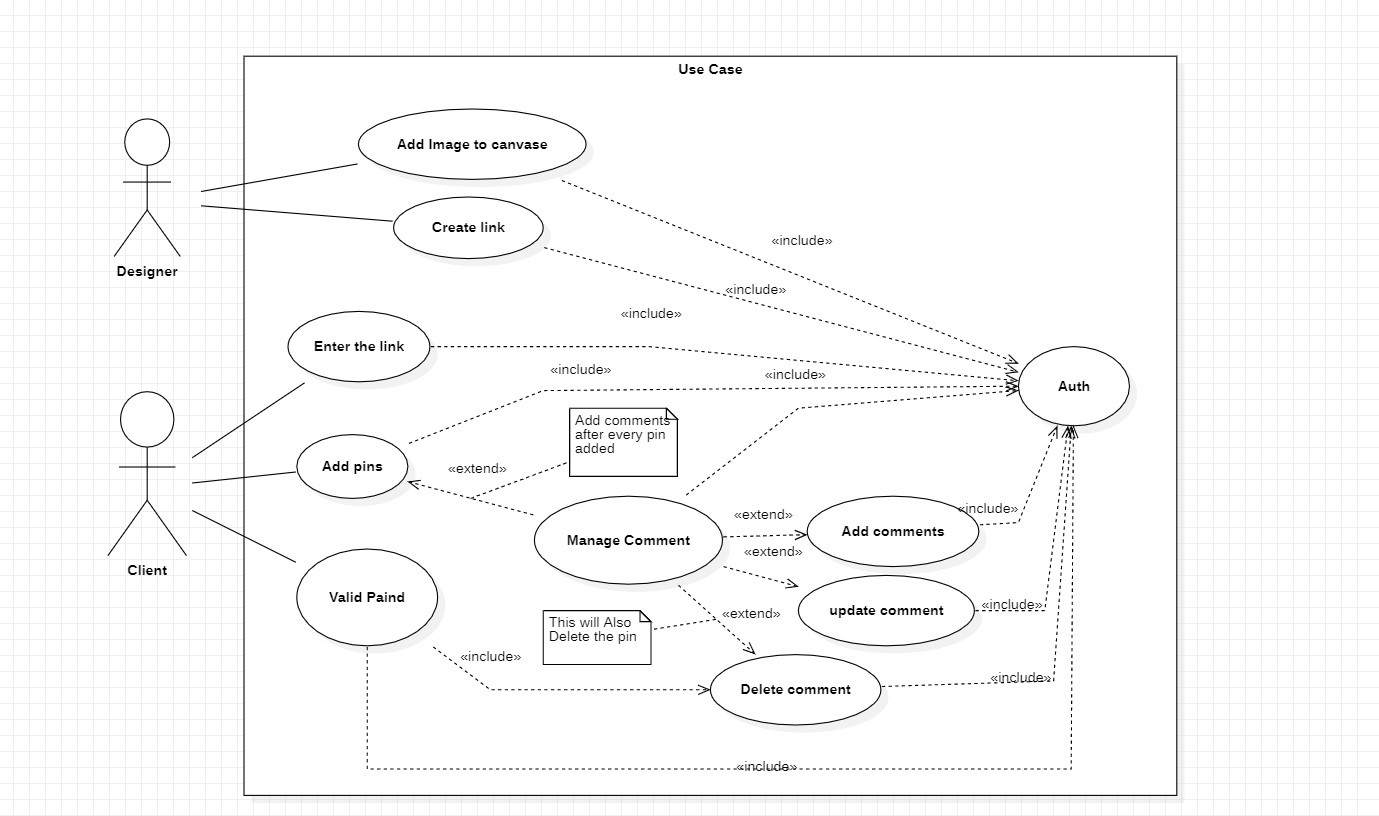 Use Case
Add Image to canvase
Create link
Designer
«include»
«include»
«include»
Enter the link
«include»
«include»
Auth
Add comments
after every pin
added
Add pins
«extend»
Client
Manage Comment
«extend»
Add comments
«include»
«extend»
Valid Paind
update comment
«include»
This will Also
Delete the pin
«extend»
«include»
Delete comment
«include»
«include»